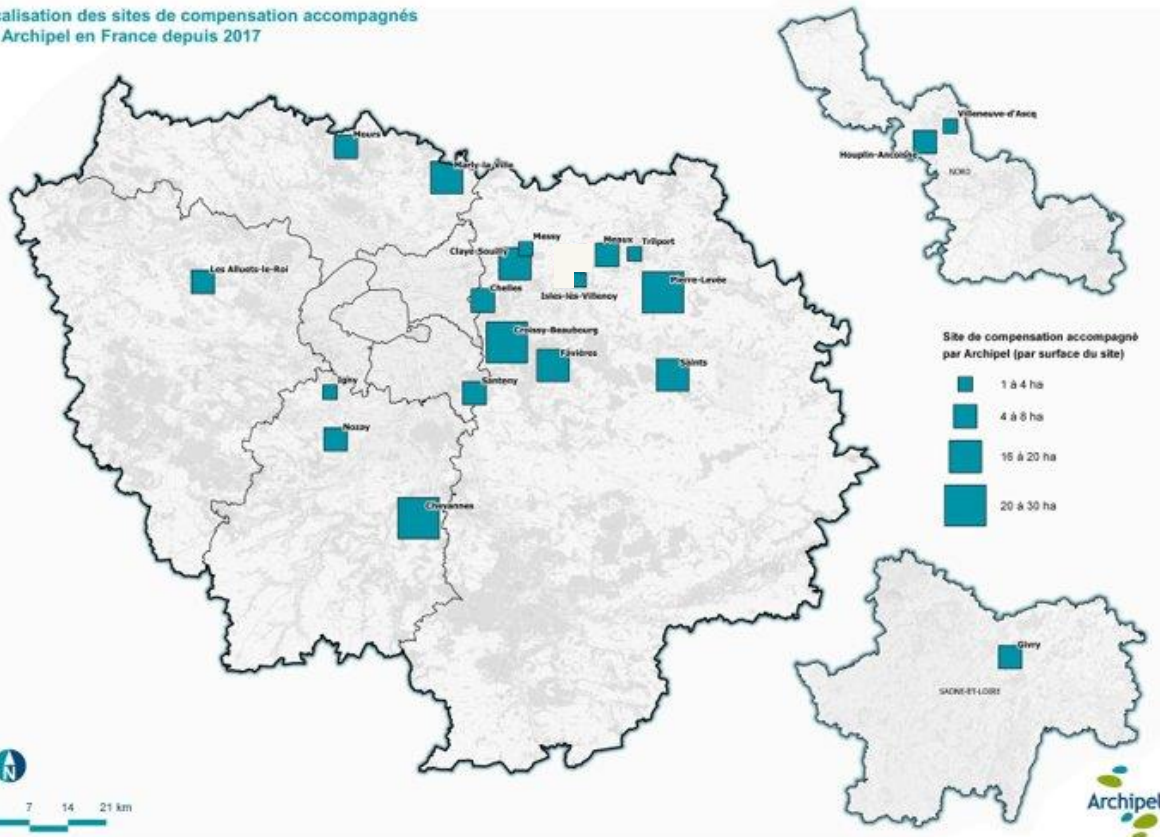 calisation des sites de compensation accompagnés
Archipel en France depuis 2017
Villeneuve-d'Ascq
Houplin-Ancoisne
NORD
Mours
Marly-la-Ville
Messy
Claye-Souilly
Meaux
Trilport
Les Alluets-le-Roi
Pierre-Levée
Chelles
Isles-lès-Villenoy
Croissy-Beaubourg
Favières
Saints
Igny
Santeny
Nozay
Chevannes
Site de compensation accompagné
par Archipel (par surface du site)
1 à 4 ha
4 à 8 ha
16 à 20 ha
20 à 30 ha
Givry
SAONE-ET-LOIRE
N
7 14 21 km
Archipel